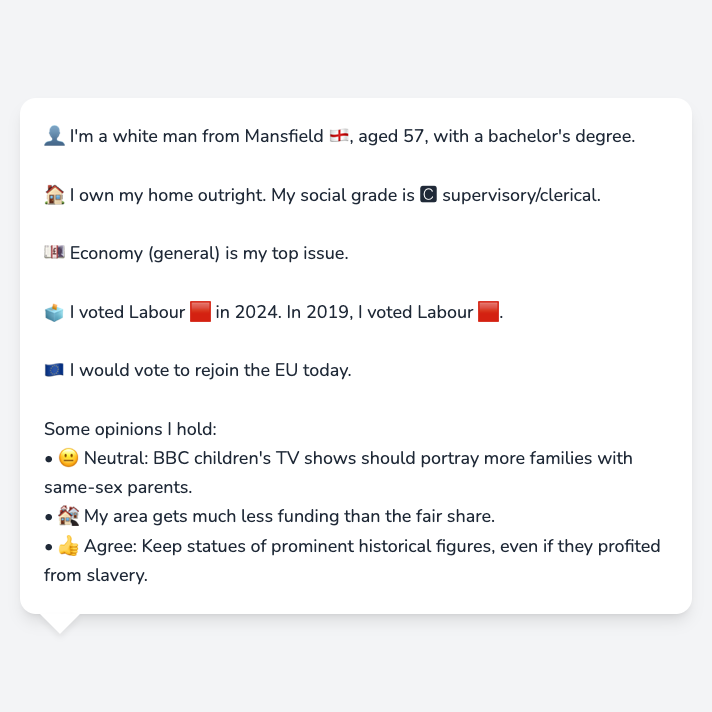 👤 I'm a white man from Mansfield 🏴󠁧󠁢󠁥󠁮󠁧󠁿, aged 57, with a bachelor's degree.
🏠 I own my home outright. My social grade is 🅲 supervisory/clerical.
💷 Economy (general) is my top issue.
🗳️ I voted Labour 🟥 in 2024. In 2019, I voted Labour 🟥.
🇪🇺 I would vote to rejoin the EU today.
Some opinions I hold:
• 😐 Neutral: BBC children's TV shows should portray more families with
same-sex parents.
• 🏚️ My area gets much less funding than the fair share.
• 👍 Agree: Keep statues of prominent historical figures, even if they profited
from slavery.